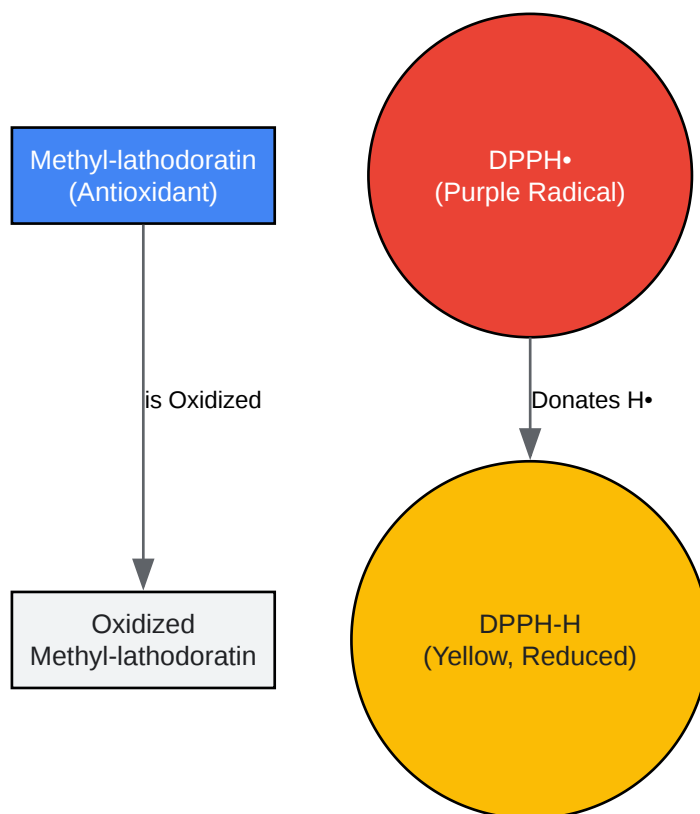 Methyl-lathodoratin
(Antioxidant)
DPPH•
(Purple Radical)
is Oxidized
Donates H•
Oxidized
Methyl-lathodoratin
DPPH-H
(Yellow, Reduced)